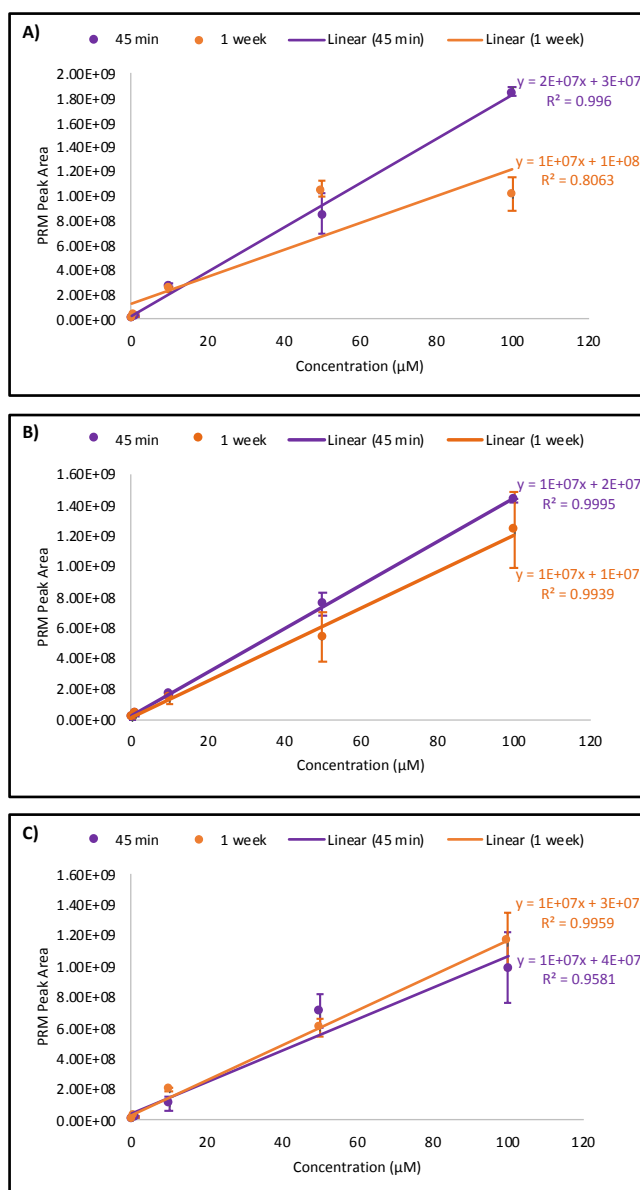 A)
45 min 1 week Linear (45 min) Linear (1 week)
2.00E+09
1.80E+09
1.60E+09
1.40E+09
1.20E+09
1.00E+09
8.00E+08
6.00E+08
4.00E+08
2.00E+08
0.00E+00
PRM Peak Area
y = 2E+07x + 3E+07
R² = 0.996
y = 1E+07x + 1E+08
R² = 0.8063
0 20 40 60 80 100 120
Concentration (µM)
B)
45 min 1 week Linear (45 min) Linear (1 week)
1.60E+09
1.40E+09
1.20E+09
1.00E+09
8.00E+08
6.00E+08
4.00E+08
2.00E+08
0.00E+00
PRM Peak Area
y = 1E+07x + 2E+07
R² = 0.9995
y = 1E+07x + 1E+07
R² = 0.9939
0 20 40 60 80 100 120
Concentration (µM)
C)
45 min 1 week Linear (45 min) Linear (1 week)
1.60E+09
1.40E+09
1.20E+09
1.00E+09
8.00E+08
6.00E+08
4.00E+08
2.00E+08
0.00E+00
PRM Peak Area
y = 1E+07x + 3E+07
R² = 0.9959
y = 1E+07x + 4E+07
R² = 0.9581
0 20 40 60 80 100 120
Concentration (µM)